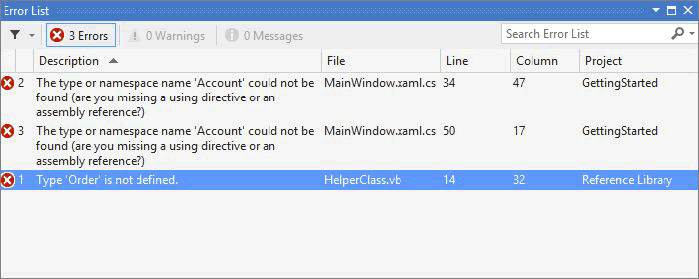 Error List
3 Errors 0 Warnings 0 Messages Search Error List
Description File Line Column Project
2 The type or namespace name 'Account' could not be MainWindow.xaml.cs 34 47 GettingStarted
found (are you missing a using directive or an
assembly reference?)
3 The type or namespace name 'Account' could not be MainWindow.xaml.cs 50 17 GettingStarted
found (are you missing a using directive or an
assembly reference?)
1 Type 'Order' is not defined. HelperClass.vb 14 32 Reference Library